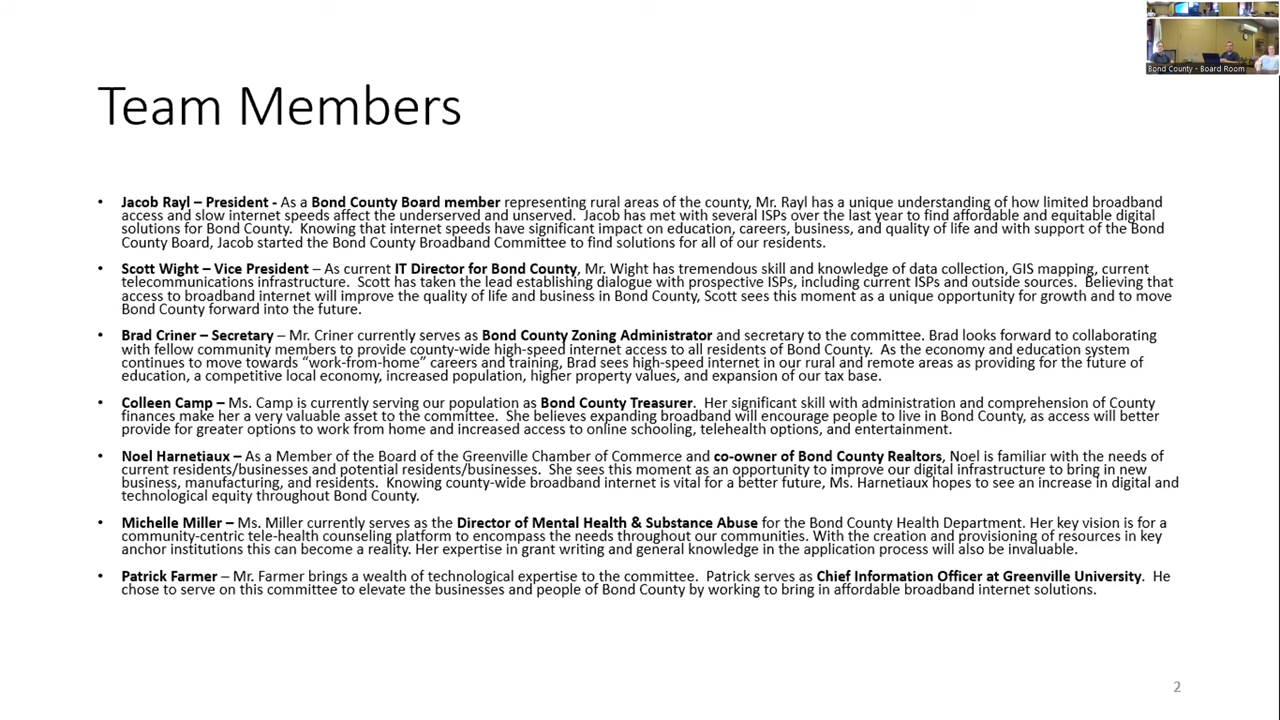 Bond County - Board Room
Team Members
• Jacob Rayl – President - As a Bond County Board member representing rural areas of the county, Mr. Rayl has a unique understanding of how limited broadband
access and slow internet speeds affect the underserved and unserved.  Jacob has met with several ISPs over the last year to find affordable and equitable digital
solutions for Bond County.  Knowing that internet speeds have significant impact on education, careers, business, and quality of life and with support of the Bond
County Board, Jacob started the Bond County Broadband Committee to find solutions for all of our residents.
• Scott Wight – Vice President – As current IT Director for Bond County, Mr. Wight has tremendous skill and knowledge of data collection, GIS mapping, current
telecommunications infrastructure.  Scott has taken the lead establishing dialogue with prospective ISPs, including current ISPs and outside sources.  Believing that
access to broadband internet will improve the quality of life and business in Bond County, Scott sees this moment as a unique opportunity for growth and to move
Bond County forward into the future.
• Brad Criner – Secretary – Mr. Criner currently serves as Bond County Zoning Administrator and secretary to the committee. Brad looks forward to collaborating
with fellow community members to provide county-wide high-speed internet access to all residents of Bond County.  As the economy and education system
continues to move towards “work-from-home” careers and training, Brad sees high-speed internet in our rural and remote areas as providing for the future of
education, a competitive local economy, increased population, higher property values, and expansion of our tax base.
• Colleen Camp – Ms. Camp is currently serving our population as Bond County Treasurer.  Her significant skill with administration and comprehension of County
finances make her a very valuable asset to the committee.  She believes expanding broadband will encourage people to live in Bond County, as access will better
provide for greater options to work from home and increased access to online schooling, telehealth options, and entertainment.
• Noel Harnetiaux – As a Member of the Board of the Greenville Chamber of Commerce and co-owner of Bond County Realtors, Noel is familiar with the needs of
current residents/businesses and potential residents/businesses.  She sees this moment as an opportunity to improve our digital infrastructure to bring in new
business, manufacturing, and residents.  Knowing county-wide broadband internet is vital for a better future, Ms. Harnetiaux hopes to see an increase in digital and
technological equity throughout Bond County.
• Michelle Miller – Ms. Miller currently serves as the Director of Mental Health & Substance Abuse for the Bond County Health Department. Her key vision is for a
community-centric tele-health counseling platform to encompass the needs throughout our communities. With the creation and provisioning of resources in key
anchor institutions this can become a reality. Her expertise in grant writing and general knowledge in the application process will also be invaluable.
• Patrick Farmer – Mr. Farmer brings a wealth of technological expertise to the committee.  Patrick serves as Chief Information Officer at Greenville University.  He
chose to serve on this committee to elevate the businesses and people of Bond County by working to bring in affordable broadband internet solutions.
2